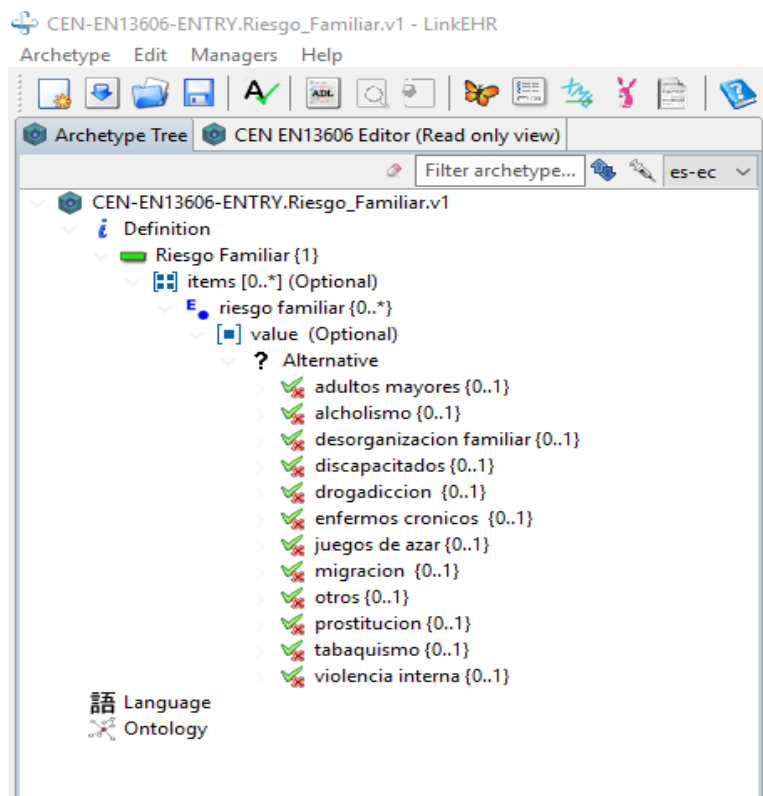 CEN-EN13606-ENTRY.Riesgo_Familiar.v1 - LinkEHR
Archetype Edit Managers Help
ADL
Archetype Tree CEN EN13606 Editor (Read only view)
Filter archetype... es-ec
CEN-EN13606-ENTRY.Riesgo_Familiar.v1
i Definition
Riesgo Familiar {1}
items [0..*] (Optional)
E riesgo familiar {0..*}
value (Optional)
? Alternative
adultos mayores {0..1}
alcholismo {0..1}
desorganizacion familiar {0..1}
discapacitados {0..1}
drogadiccion {0..1}
enfermos cronicos {0..1}
juegos de azar {0..1}
migracion {0..1}
otros {0..1}
prostitucion {0..1}
tabaquismo {0..1}
violencia interna {0..1}
語 Language
Ontology